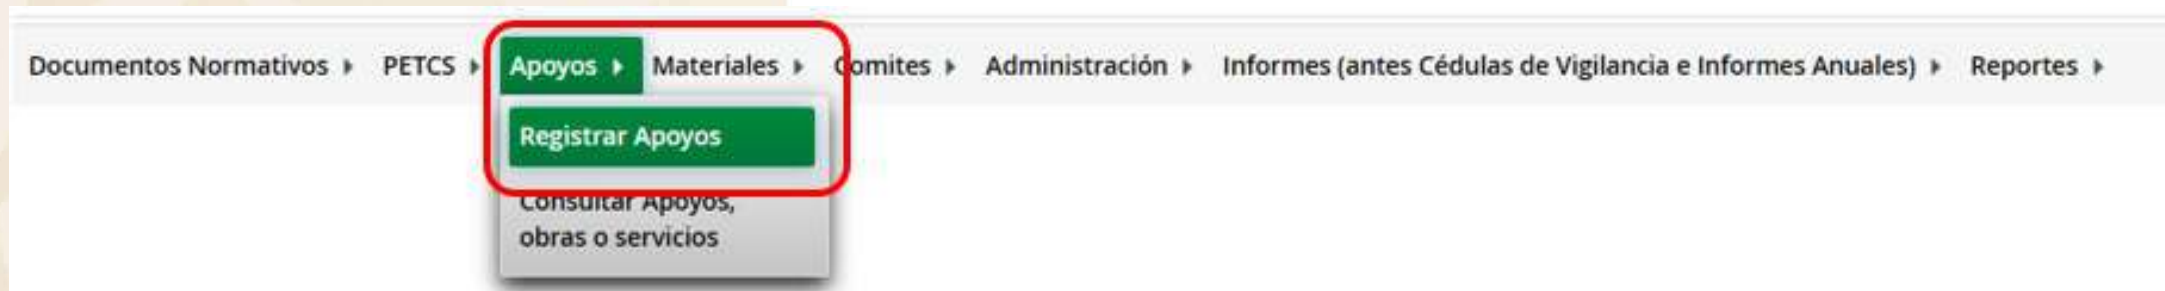 Documentos Normativos PETCS Apoyos Materiales Comites Administración Informes (antes Cédulas de Vigilancia e Informes Anuales) Reportes
Registrar Apoyos
Consultar Apoyos,
obras o servicios